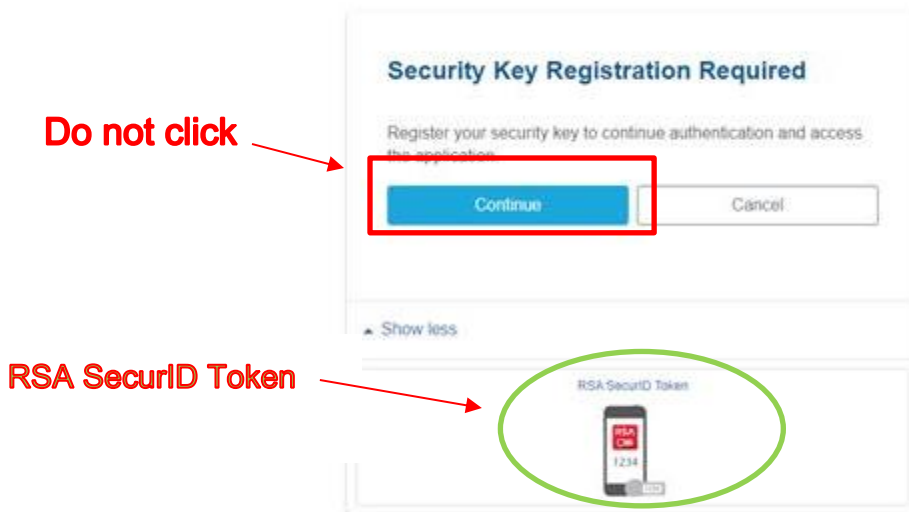 Security Key Registration Required
Do not click
Register your security key to continue authentication and access
the application.
Continue
Cancel
Show less
RSA SecurID Token
RSA SecurID Token
RSA
1234